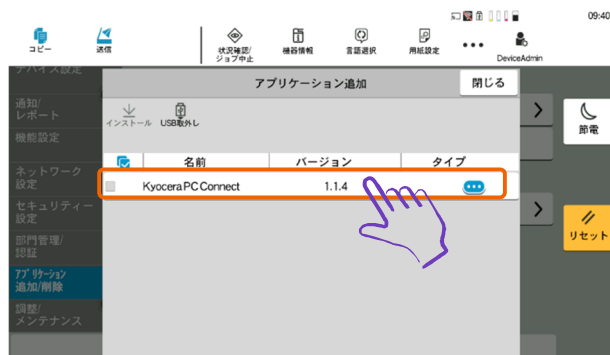 09:40
コピー
送信
状況確認/
ジョブ中止
機器情報
言語選択
用紙設定
DeviceAdmin
デバイス設定
アプリケーション追加
閉じる
通知/
レポート
インストール
USB取外し
節電
機能設定
名前
バージョン
タイプ
ネットワーク
設定
Kyocera PC Connect
1.1.4
セキュリティー
設定
リセット
部門管理/
認証
アプリケーション
追加/削除
調整/
メンテナンス